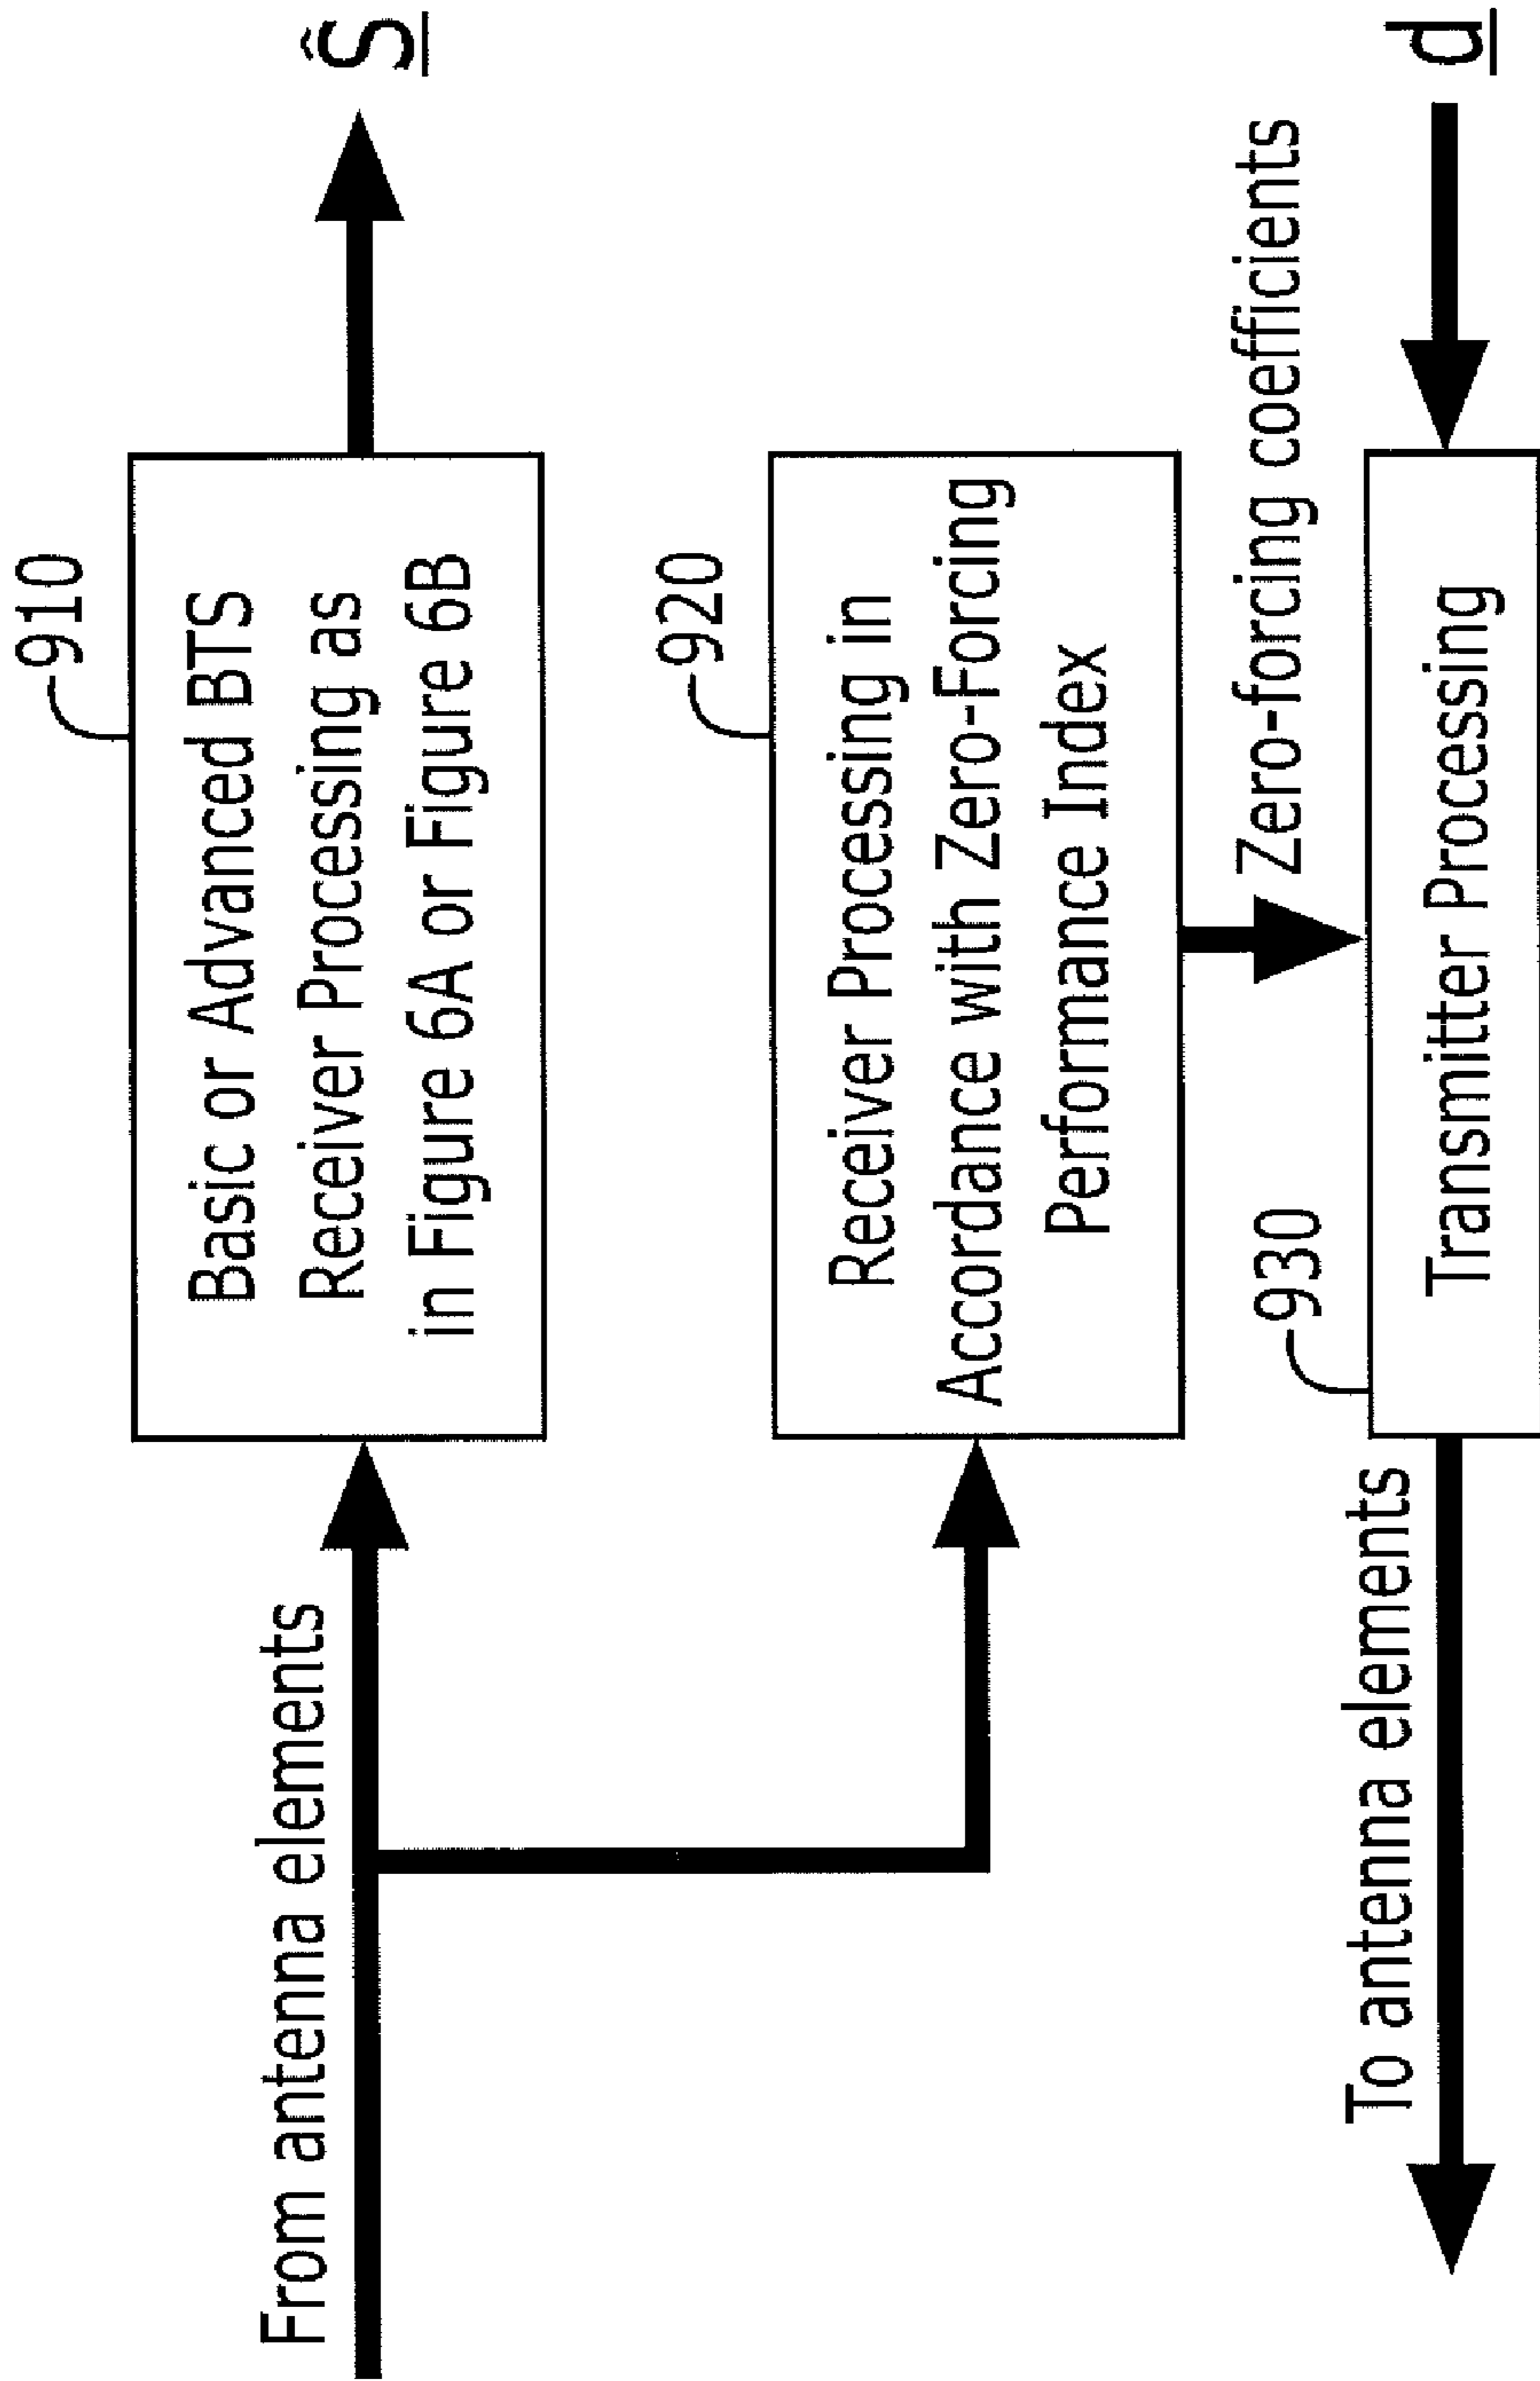 910
From antenna elements
Basic or Advanced BTS
Receiver Processing as
in Figure 6A or Figure 6B
Ŝ
920
Receiver Processing in
Accordance with Zero-Forcing
Performance Index
Zero-forcing coefficients
930
To antenna elements
Transmitter Processing
d